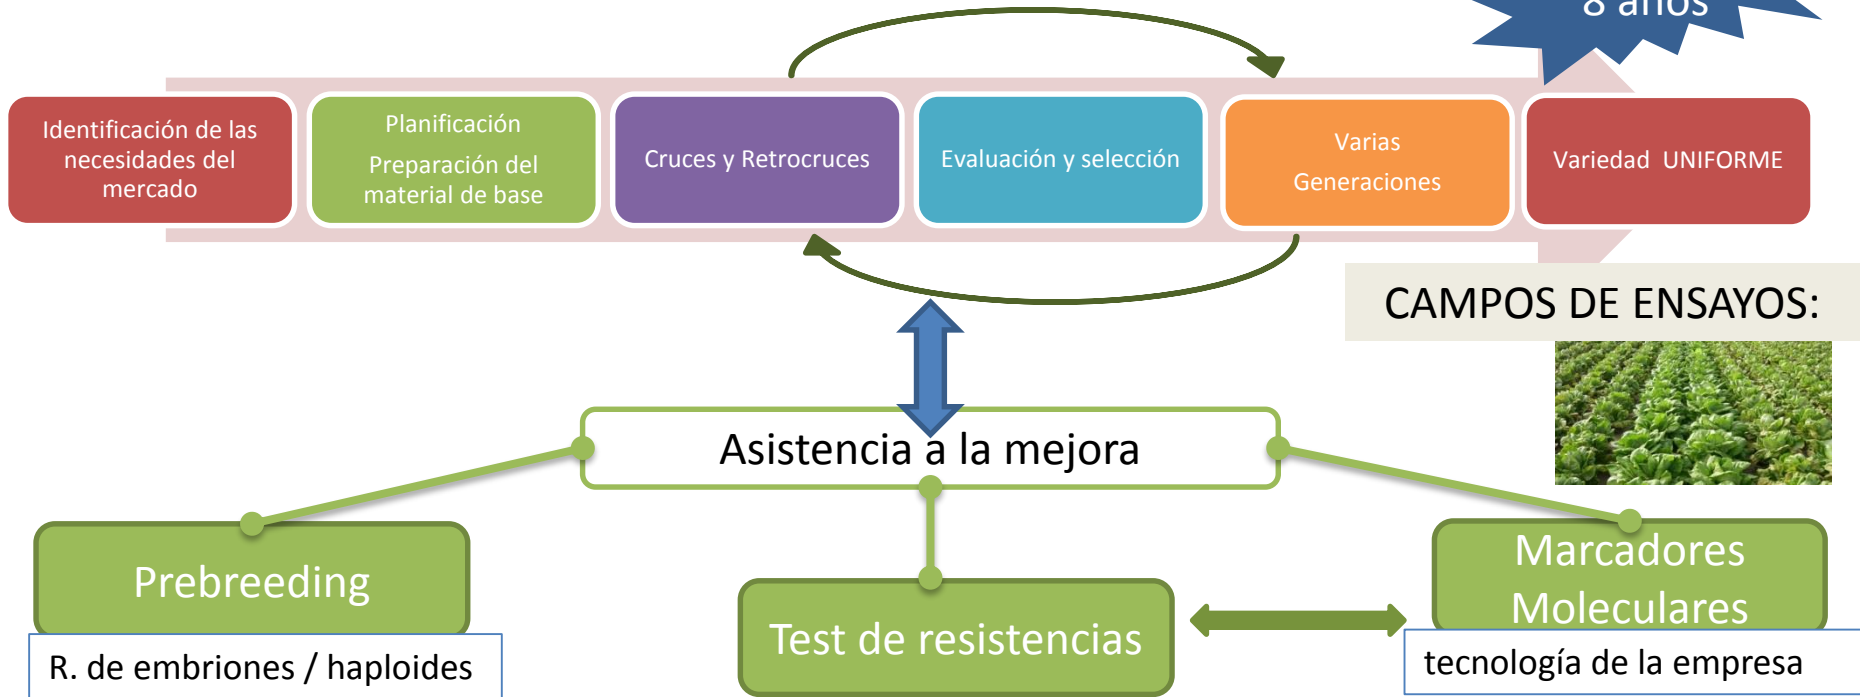 8 años
Identificación de las
necesidades del
mercado
Planificación
Preparación del
material de base
Cruces y Retrocruces
Evaluación y selección
Varias
Generaciones
Variedad UNIFORME
CAMPOS DE ENSAYOS:
Asistencia a la mejora
Prebreeding
R. de embriones / haploides
Test de resistencias
Marcadores
Moleculares
tecnología de la empresa